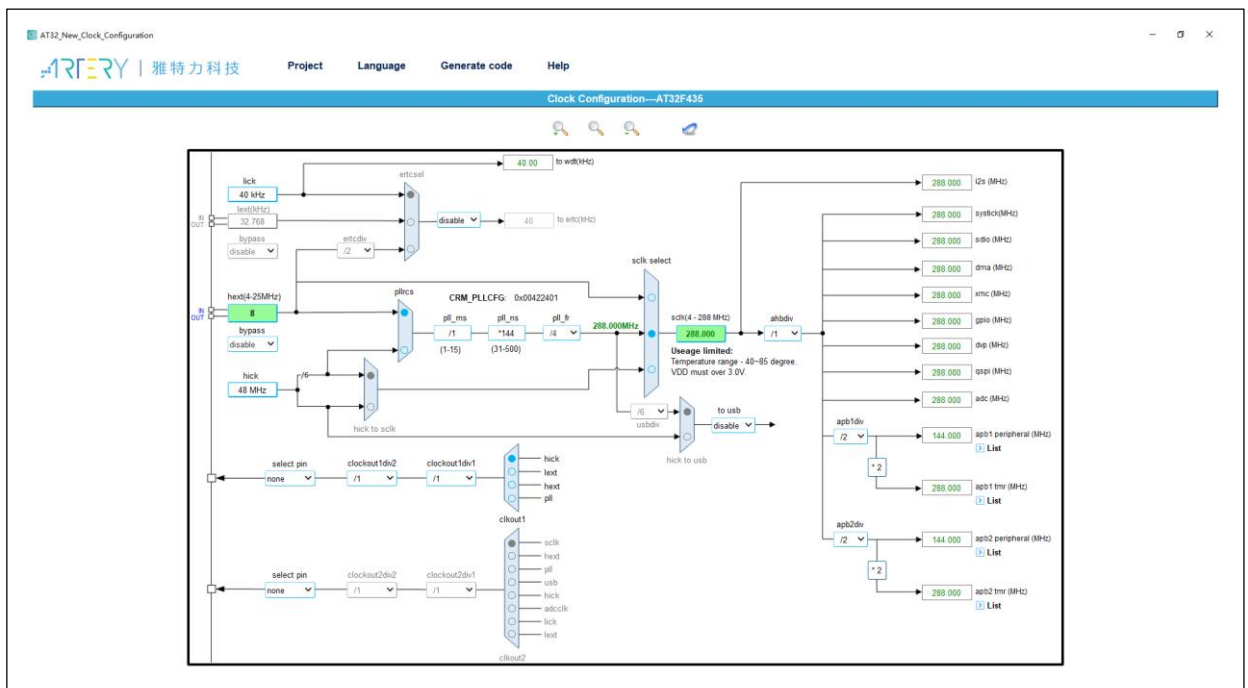 AT32_New_Clock_Configuration
ARTERY | 雅特力科技
Project Language Generate code Help
Clock Configuration---AT32F435
40.00 to wdt(kHz)
lick
40 kHz
ertcsel
lext(kHz)
32.768
IN
OUT
bypass
disable
ertcdiv
/2
disable
40 to ertc(kHz)
hext(4-25MHz)
8
IN
OUT
bypass
disable
hick
48 MHz
/6
pllrcs
CRM_PLLCFG: 0x00422401
pll_ms pll_ns pll_fr
/1 *144 /4 288.000MHz
(1-15) (31-500)
hick to sclk
sclk select
sclk(4 - 288 MHz)
288.000
Useage limited:
Temperature range - 40~85 degree.
VDD must over 3.0V.
ahbdiv
/1
/6
usbdiv
to usb
disable
hick to usb
288.000 i2s (MHz)
288.000 systick(MHz)
288.000 sdio (MHz)
288.000 dma (MHz)
288.000 xmc (MHz)
288.000 gpio (MHz)
288.000 dvp (MHz)
288.000 qspi (MHz)
288.000 adc (MHz)
apb1div
/2
144.000 apb1 peripheral (MHz)
List
* 2
288.000 apb1 tmr (MHz)
List
apb2div
/2
144.000 apb2 peripheral (MHz)
List
* 2
288.000 apb2 tmr (MHz)
List
select pin clockout1div2 clockout1div1
none /1 /1
hick
lext
hext
pll
clkout1
select pin clockout2div2 clockout2div1
none /1 /1
sclk
hext
pll
usb
hick
adcclk
lick
lext
clkout2